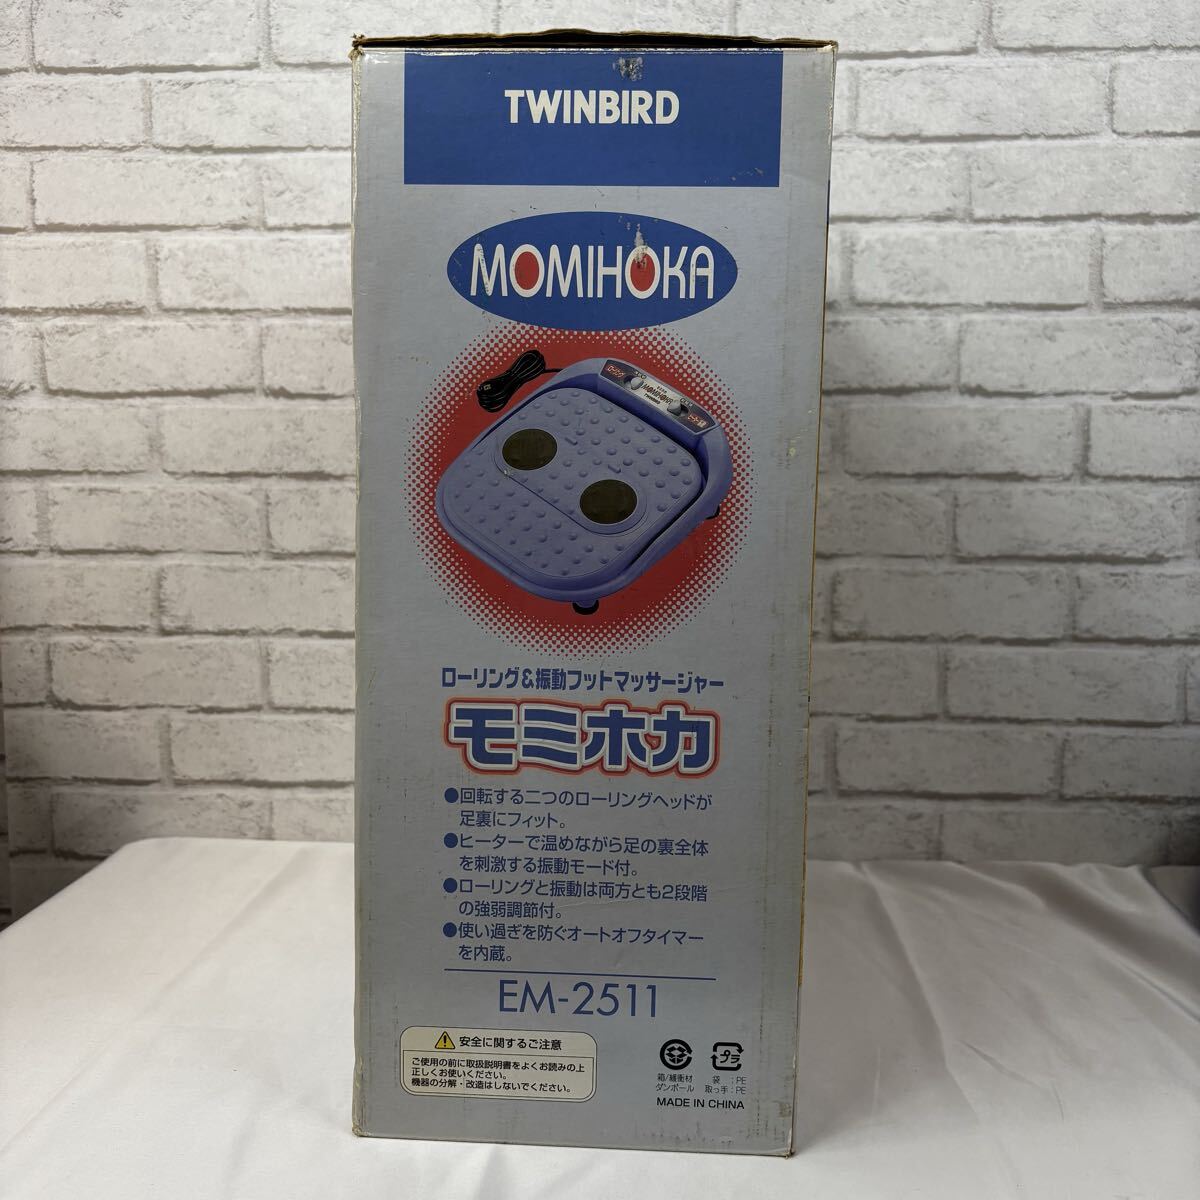 TWINBIRD
MOMIHOKA
ローリング
MOMIHOKA
TWINBIRD
ローリング&振動フットマッサージャー
モミホカ
●回転する二つのローリングヘッドが
足裏にフィット。
●ヒーターで温めながら足の裏全体
を刺激する振動モード付。
●ローリングと振動は両方とも2段階
の強弱調節付。
●使い過ぎを防ぐオートオフタイマー
を内蔵。
EM-2511
安全に関するご注意
ご使用の前に取扱説明書をよくお読みの上
正しくお使いください。
機器の分解・改造はしないでください。
プラ
箱/緩衝材 袋 :PE
ダンボール 取っ手:PE
MADE IN CHINA